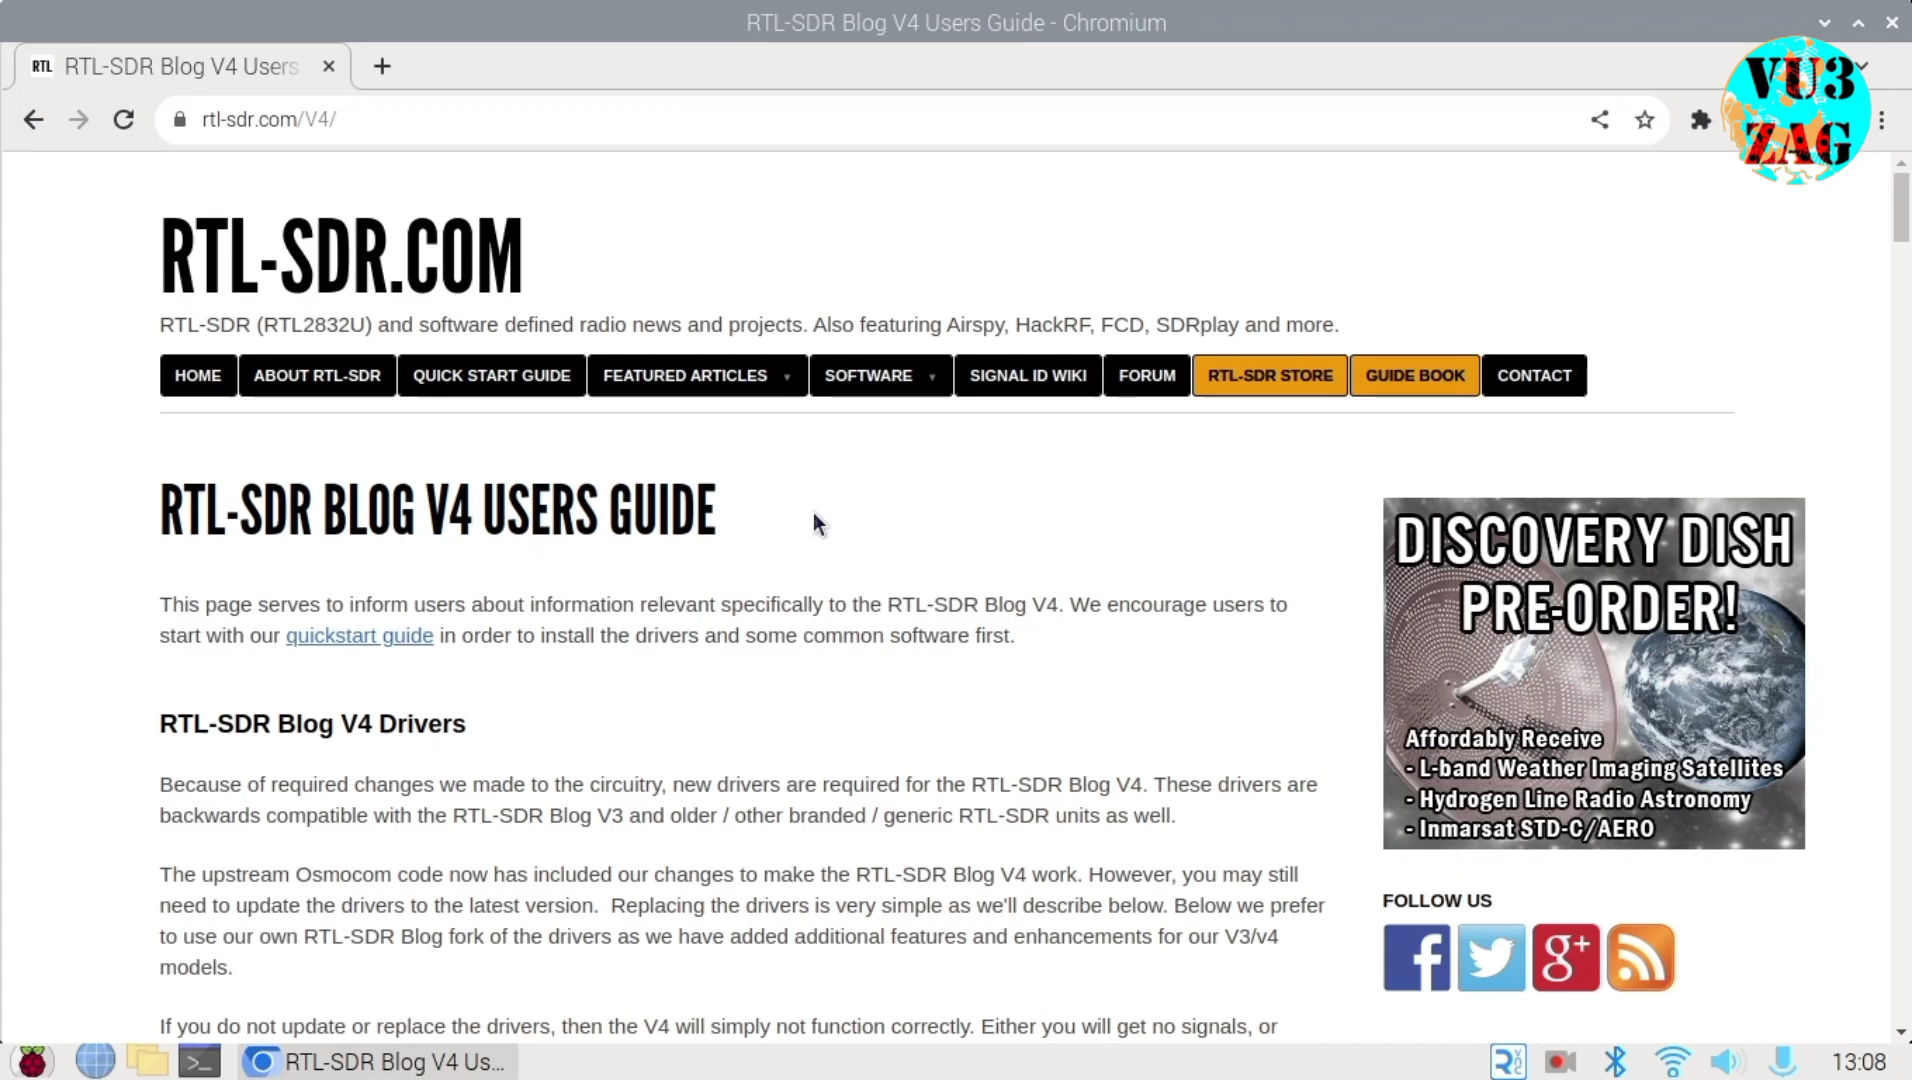 RTL-SDR Blog V4 Users Guide - Chromium
RTL RTL-SDR Blog V4 Users
rtl-sdr.com/V4/
VU3
ZAG
RTL-SDR.COM
RTL-SDR (RTL2832U) and software defined radio news and projects. Also featuring Airspy, HackRF, FCD, SDRplay and more.
HOME ABOUT RTL-SDR QUICK START GUIDE FEATURED ARTICLES SOFTWARE SIGNAL ID WIKI FORUM RTL-SDR STORE GUIDE BOOK CONTACT
RTL-SDR BLOG V4 USERS GUIDE
This page serves to inform users about information relevant specifically to the RTL-SDR Blog V4. We encourage users to
start with our quickstart guide in order to install the drivers and some common software first.
RTL-SDR Blog V4 Drivers
Because of required changes we made to the circuitry, new drivers are required for the RTL-SDR Blog V4. These drivers are
backwards compatible with the RTL-SDR Blog V3 and older / other branded / generic RTL-SDR units as well.
The upstream Osmocom code now has included our changes to make the RTL-SDR Blog V4 work. However, you may still
need to update the drivers to the latest version. Replacing the drivers is very simple as we'll describe below. Below we prefer
to use our own RTL-SDR Blog fork of the drivers as we have added additional features and enhancements for our V3/v4
models.
If you do not update or replace the drivers, then the V4 will simply not function correctly. Either you will get no signals, or
DISCOVERY DISH
PRE-ORDER!
Affordably Receive
- L-band Weather Imaging Satellites
- Hydrogen Line Radio Astronomy
- Inmarsat STD-C/AERO
FOLLOW US
f
g+
>_
RTL-SDR Blog V4 Us...
13:08